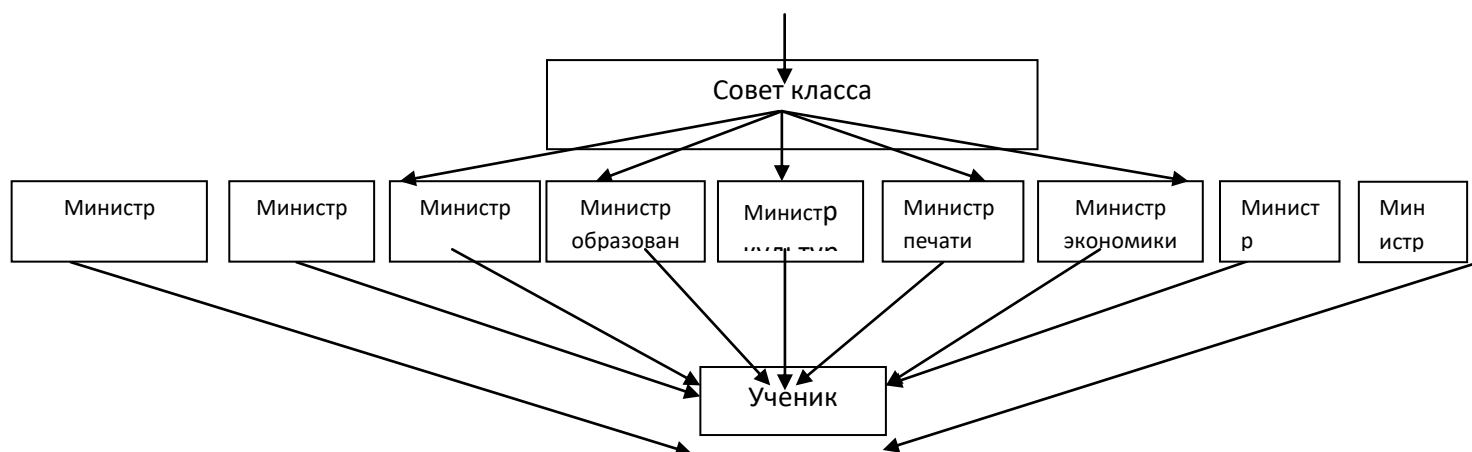 Совет класса
Министр
Министр
Министр
Министр
образован
Министр
Министр
печати
Министр
экономики
Минист
р
Мин
истр
Ученик